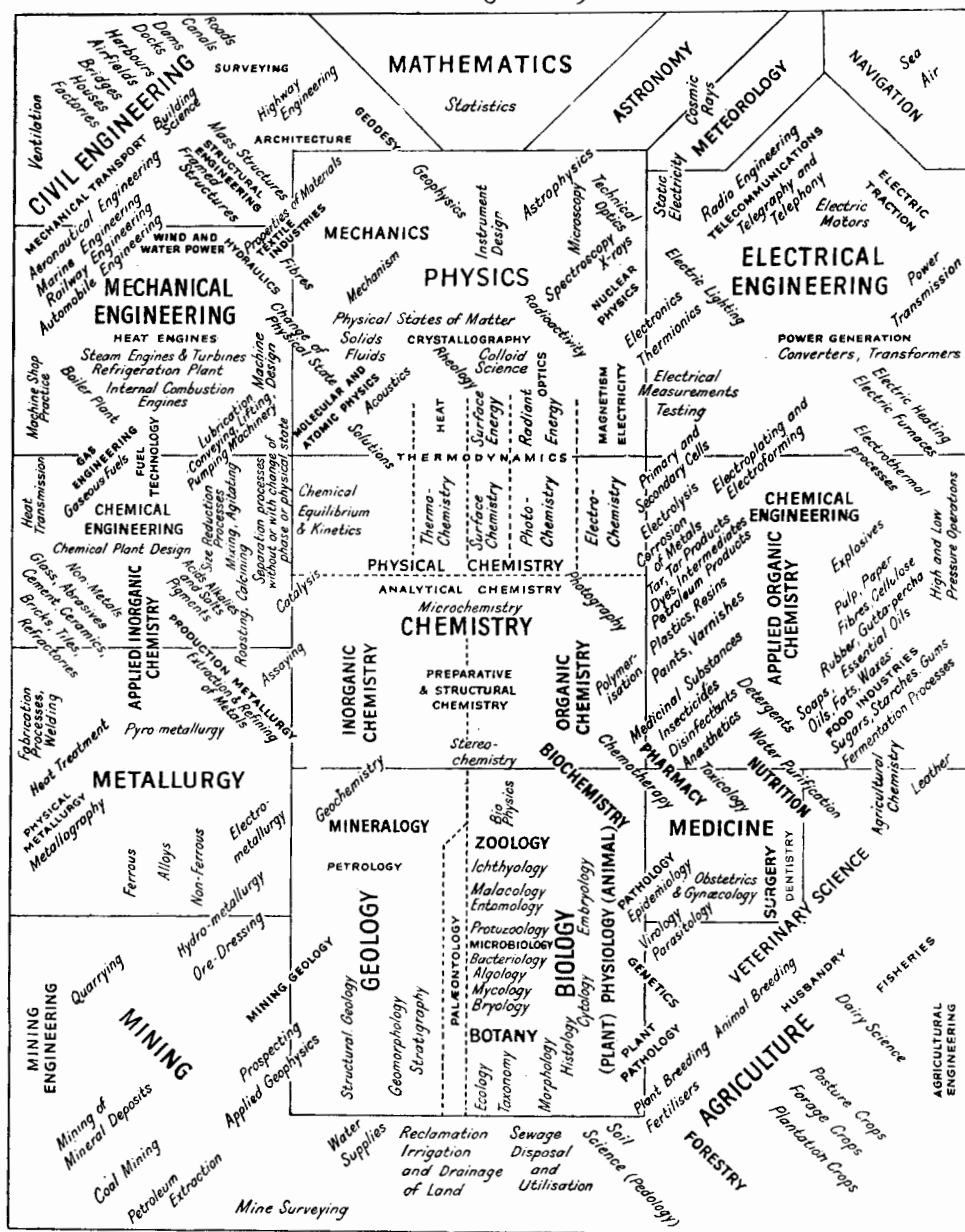 Roads
Canals
Dams
Docks
Harbours
Airfields
Bridges
Houses
Factories
Ventilation
CIVIL ENGINEERING
Building
Science
SURVEYING
Highway
Engineering
ARCHITECTURE
GEODESY
Mass Structures
STRUCTURAL
ENGINEERING
Framed
Structures
MATHEMATICS
Statistics
ASTRONOMY
Cosmic
Rays
METEOROLOGY
NAVIGATION
Sea
Air
MECHANICAL TRANSPORT
Aeronautical Engineering
Marine Engineering
Railway Engineering
Automobile Engineering
WIND AND
WATER POWER
HYDRAULICS
Properties of Materials
TEXTILE
INDUSTRIES
Fibres
MECHANICAL
ENGINEERING
HEAT ENGINES
Steam Engines & Turbines
Refrigeration Plant
Internal Combustion
Engines
Machine
Design
Machine Shop
Practice
Boiler Plant
Change of
Physical State
Lubrication
Conveying, Lifting,
Pumping Machinery
GAS
ENGINEERING
Gaseous Fuels
FUEL
TECHNOLOGY
MECHANICS
Mechanism
Geophysics
Instrument
Design
Astrophysics
Microscopy
Technical
Optics
Spectroscopy
X-rays
NUCLEAR
PHYSICS
Radioactivity
PHYSICS
Physical States of Matter
Solids
Fluids
CRYSTALLOGRAPHY
Rheology
Colloid
Science
MOLECULAR AND
ATOMIC PHYSICS
Acoustics
Solutions
HEAT
Surface
Energy
Radiant
Energy
OPTICS
MAGNETISM
ELECTRICITY
THERMODYNAMICS
Static
Electricity
Radio Engineering
TELECOMMUNICATIONS
Telegraphy and
Telephony
Electric
Motors
ELECTRIC
TRACTION
ELECTRICAL
ENGINEERING
Electric Lighting
Electronics
Thermionics
Power
Transmission
POWER GENERATION
Converters, Transformers
Electrical
Measurements
Testing
Electric Heating
Electric Furnaces
Electrothermal
processes
Primary and
Secondary Cells
Electrolysis
Electroplating and
Electroforming
Corrosion
of Metals
Heat
Transmission
CHEMICAL
ENGINEERING
Chemical Plant Design
Size Reduction
Processes
Mixing, Agitating
Separation processes
without or with change of
phase or physical state
Acids Alkalies
and Salts
Pigments
Roasting, Calcining
Non-Metals
Glass, Abrasives
Cement, Ceramics,
Bricks, Tiles,
Refractories
APPLIED INORGANIC
CHEMISTRY
PRODUCTION METALLURGY
Extraction & Refining
of Metals
Catalysis
Assaying
Chemical
Equilibrium
& Kinetics
Thermo-
Chemistry
Surface
Chemistry
Photo-
Chemistry
Electro-
Chemistry
PHYSICAL CHEMISTRY
ANALYTICAL CHEMISTRY
Microchemistry
CHEMISTRY
Photography
INORGANIC
CHEMISTRY
PREPARATIVE
& STRUCTURAL
CHEMISTRY
ORGANIC
CHEMISTRY
Stereo-
chemistry
Polymer-
isation
CHEMICAL
ENGINEERING
High and Low
Pressure Operations
Tar, Tar Products
Dyes, Intermediates
Petroleum Products
Plastics, Resins
Paints, Varnishes
APPLIED ORGANIC
CHEMISTRY
Explosives
Pulp, Paper
Fibres, Cellulose
Rubber, Gutta-percha
Essential Oils
Soaps,
Oils, Fats, Waxes
FOOD INDUSTRIES
Sugars, Starches, Gums
Fermentation Processes
Medicinal Substances
Insecticides
Disinfectants
Anæsthetics
Detergents
Chemotherapy
PHARMACY
Toxicology
Water Purification
NUTRITION
Agricultural
Chemistry
Leather
Fabrication
Processes,
Welding
Heat Treatment
Pyro metallurgy
METALLURGY
PHYSICAL
METALLURGY
Metallography
Ferrous
Alloys
Non-Ferrous
Electro-
metallurgy
Hydro-metallurgy
Ore-Dressing
Geochemistry
MINERALOGY
PETROLOGY
GEOLOGY
Structural Geology
Geomorphology
Stratigraphy
PALÆONTOLOGY
Bio
Physics
BIOCHEMISTRY
ZOOLOGY
Ichthyology
Malacology
Entomology
Protuzoology
MICROBIOLOGY
Bacteriology
Algology
Mycology
Bryology
BOTANY
Ecology
Taxonomy
Morphology
Histology
Cytology
Embryology
BIOLOGY
(PLANT) PHYSIOLOGY (ANIMAL)
MEDICINE
PATHOLOGY
Epidemiology
Virology
Parasitology
Obstetrics
& Gynæcology
SURGERY
DENTISTRY
VETERINARY SCIENCE
GENETICS
PLANT
PATHOLOGY
Animal Breeding
HUSBANDRY
Dairy Science
FISHERIES
AGRICULTURAL
ENGINEERING
Plant Breeding
Fertilisers
AGRICULTURE
Pasture Crops
Forage Crops
Plantation Crops
FORESTRY
MINING
ENGINEERING
Quarrying
MINING
MINING GEOLOGY
Prospecting
Applied Geophysics
Mining of
Mineral Deposits
Coal Mining
Petroleum
Extraction
Mine Surveying
Water
Supplies
Reclamation
Irrigation
and Drainage
of Land
Sewage
Disposal
and
Utilisation
Soil
Science (Pedology)